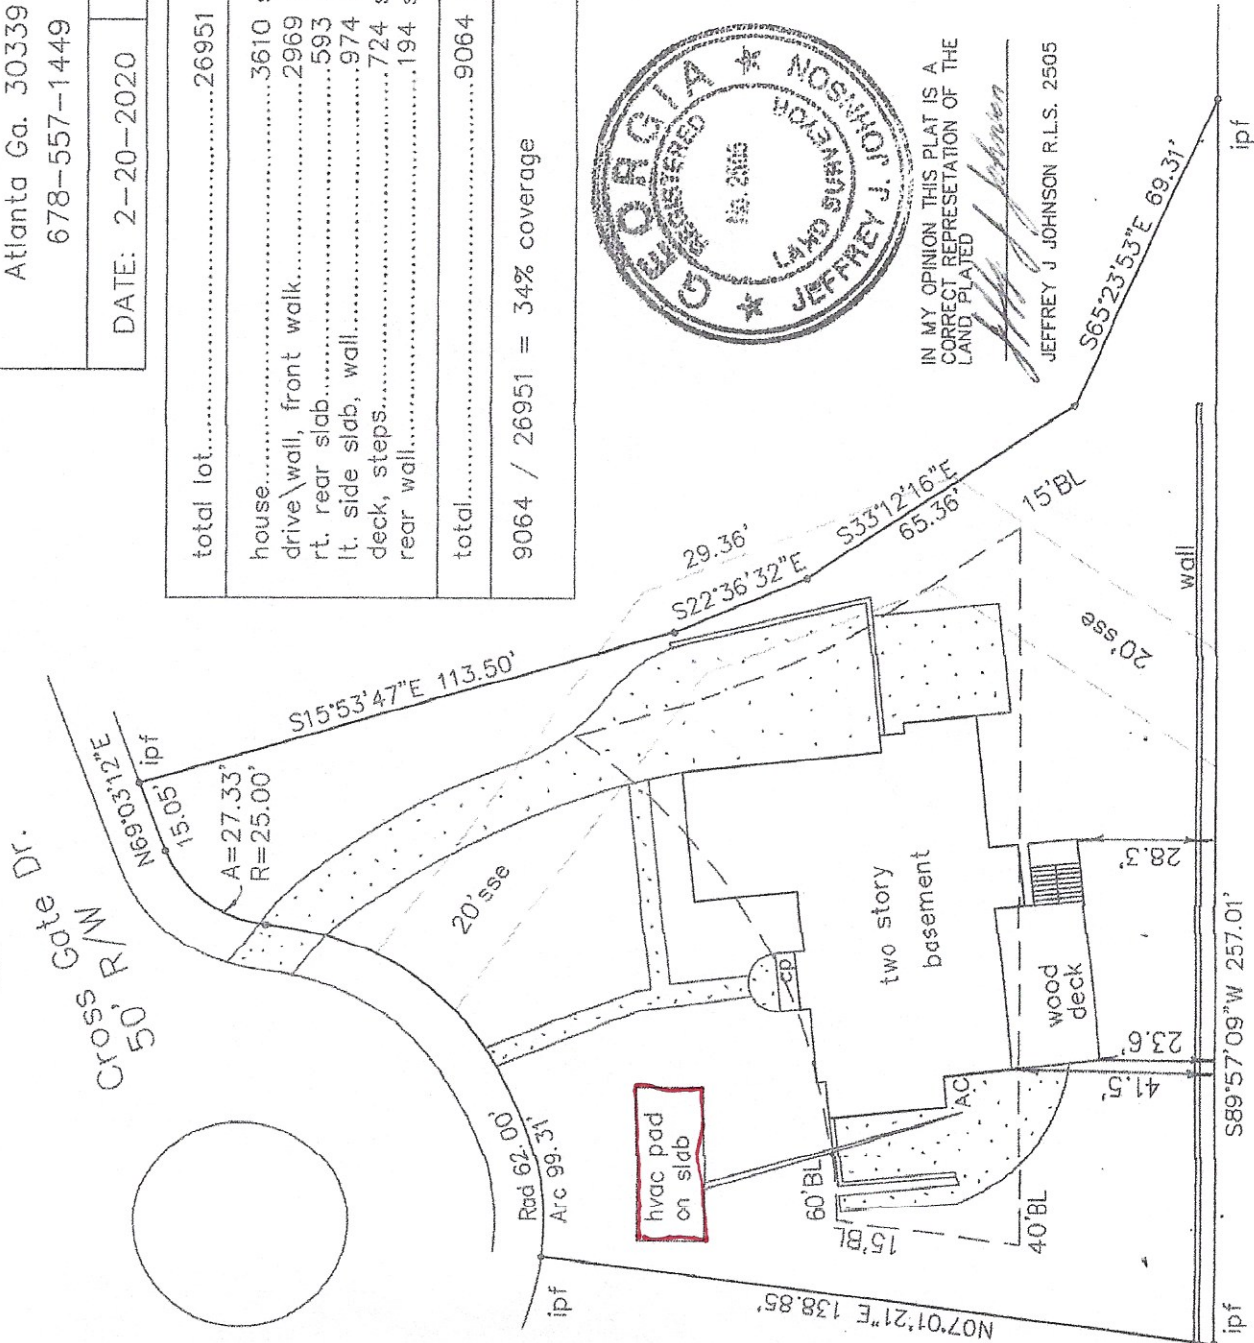 Atlanta Ga. 30339
678-557-1449
DATE: 2-20-2020
total lot 26951
house 3610 s
drive\wall, front walk 2969
rt. rear slab 593
lt. side slab, wall 974
deck, steps 724 s
rear wall 194 s
total 9064
9064 / 26951 = 34% coverage
GEORGIA
REGISTERED
No. 2505
LAND SURVEYOR
JEFFREY J. JOHNSON
IN MY OPINION THIS PLAT IS A
CORRECT REPRESETATION OF THE
LAND PLATED
JEFFREY J JOHNSON R.L.S. 2505
Cross Gate Dr.
50' R/W
N69°03'12"E
15.05'
ipf
A=27.33'
R=25.00'
S15°53'47"E 113.50'
20'sse
S22°36'32"E
29.36'
S33°12'16"E
65.36'
15'BL
S65°23'53"E 69.31'
ipf
Rad 62.00'
Arc 99.31'
ipf
hvac pad
on slab
cp
two story
basement
60'BL
15'BL
AC
40'BL
wood
deck
20'sse
wall
28.3'
23.6'
41.5'
N07°01'21"E 138.85'
S89°57'09"W 257.01'
ipf